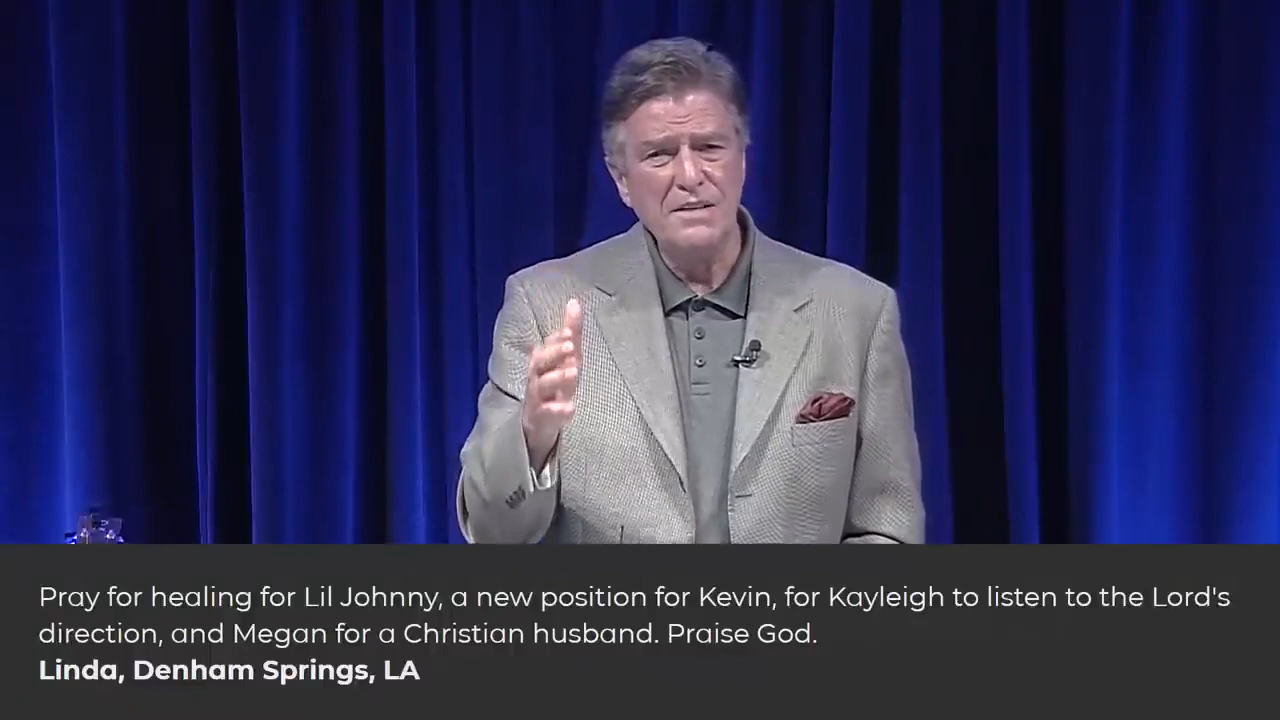 Pray for healing for Lil Johnny, a new position for Kevin, for Kayleigh to listen to the Lord's
direction, and Megan for a Christian husband. Praise God.
Linda, Denham Springs, LA